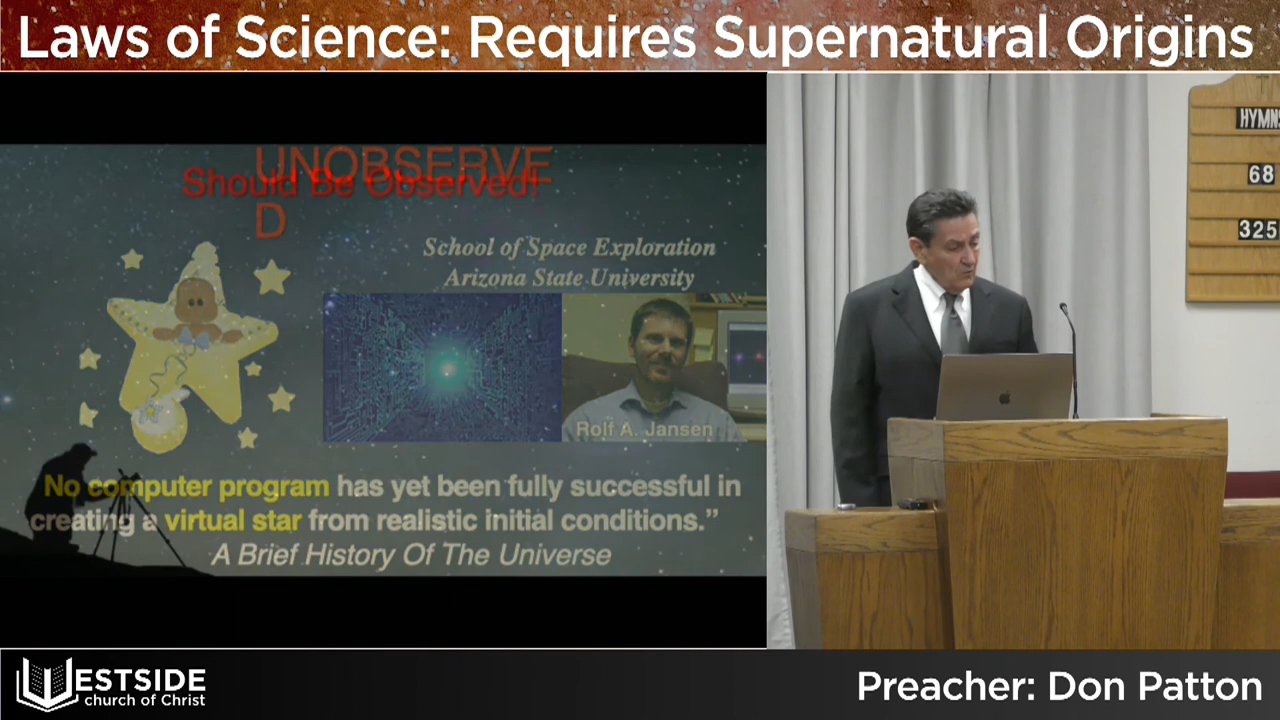 Laws of Science: Requires Supernatural Origins
UNOBSERVE
Should Be Observed!
D
School of Space Exploration
Arizona State University
Rolf A. Jansen
No computer program has yet been fully successful in
creating a virtual star from realistic initial conditions.”
A Brief History Of The Universe
HYMNS
68
325
WESTSIDE
church of Christ
Preacher: Don Patton